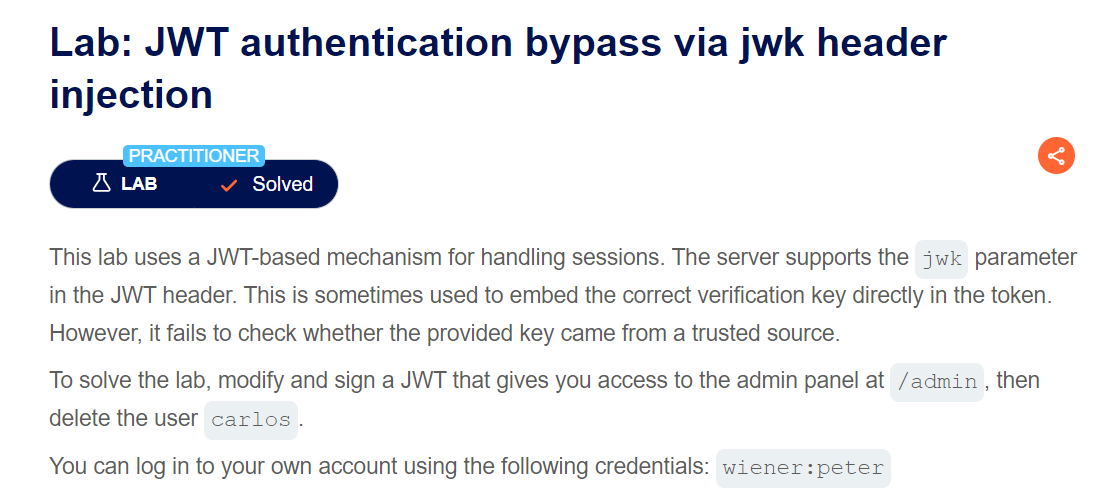 Lab: JWT authentication bypass via jwk header
injection
PRACTITIONER
LAB Solved
This lab uses a JWT-based mechanism for handling sessions. The server supports the jwk parameter
in the JWT header. This is sometimes used to embed the correct verification key directly in the token.
However, it fails to check whether the provided key came from a trusted source.
To solve the lab, modify and sign a JWT that gives you access to the admin panel at /admin, then
delete the user carlos.
You can log in to your own account using the following credentials: wiener:peter